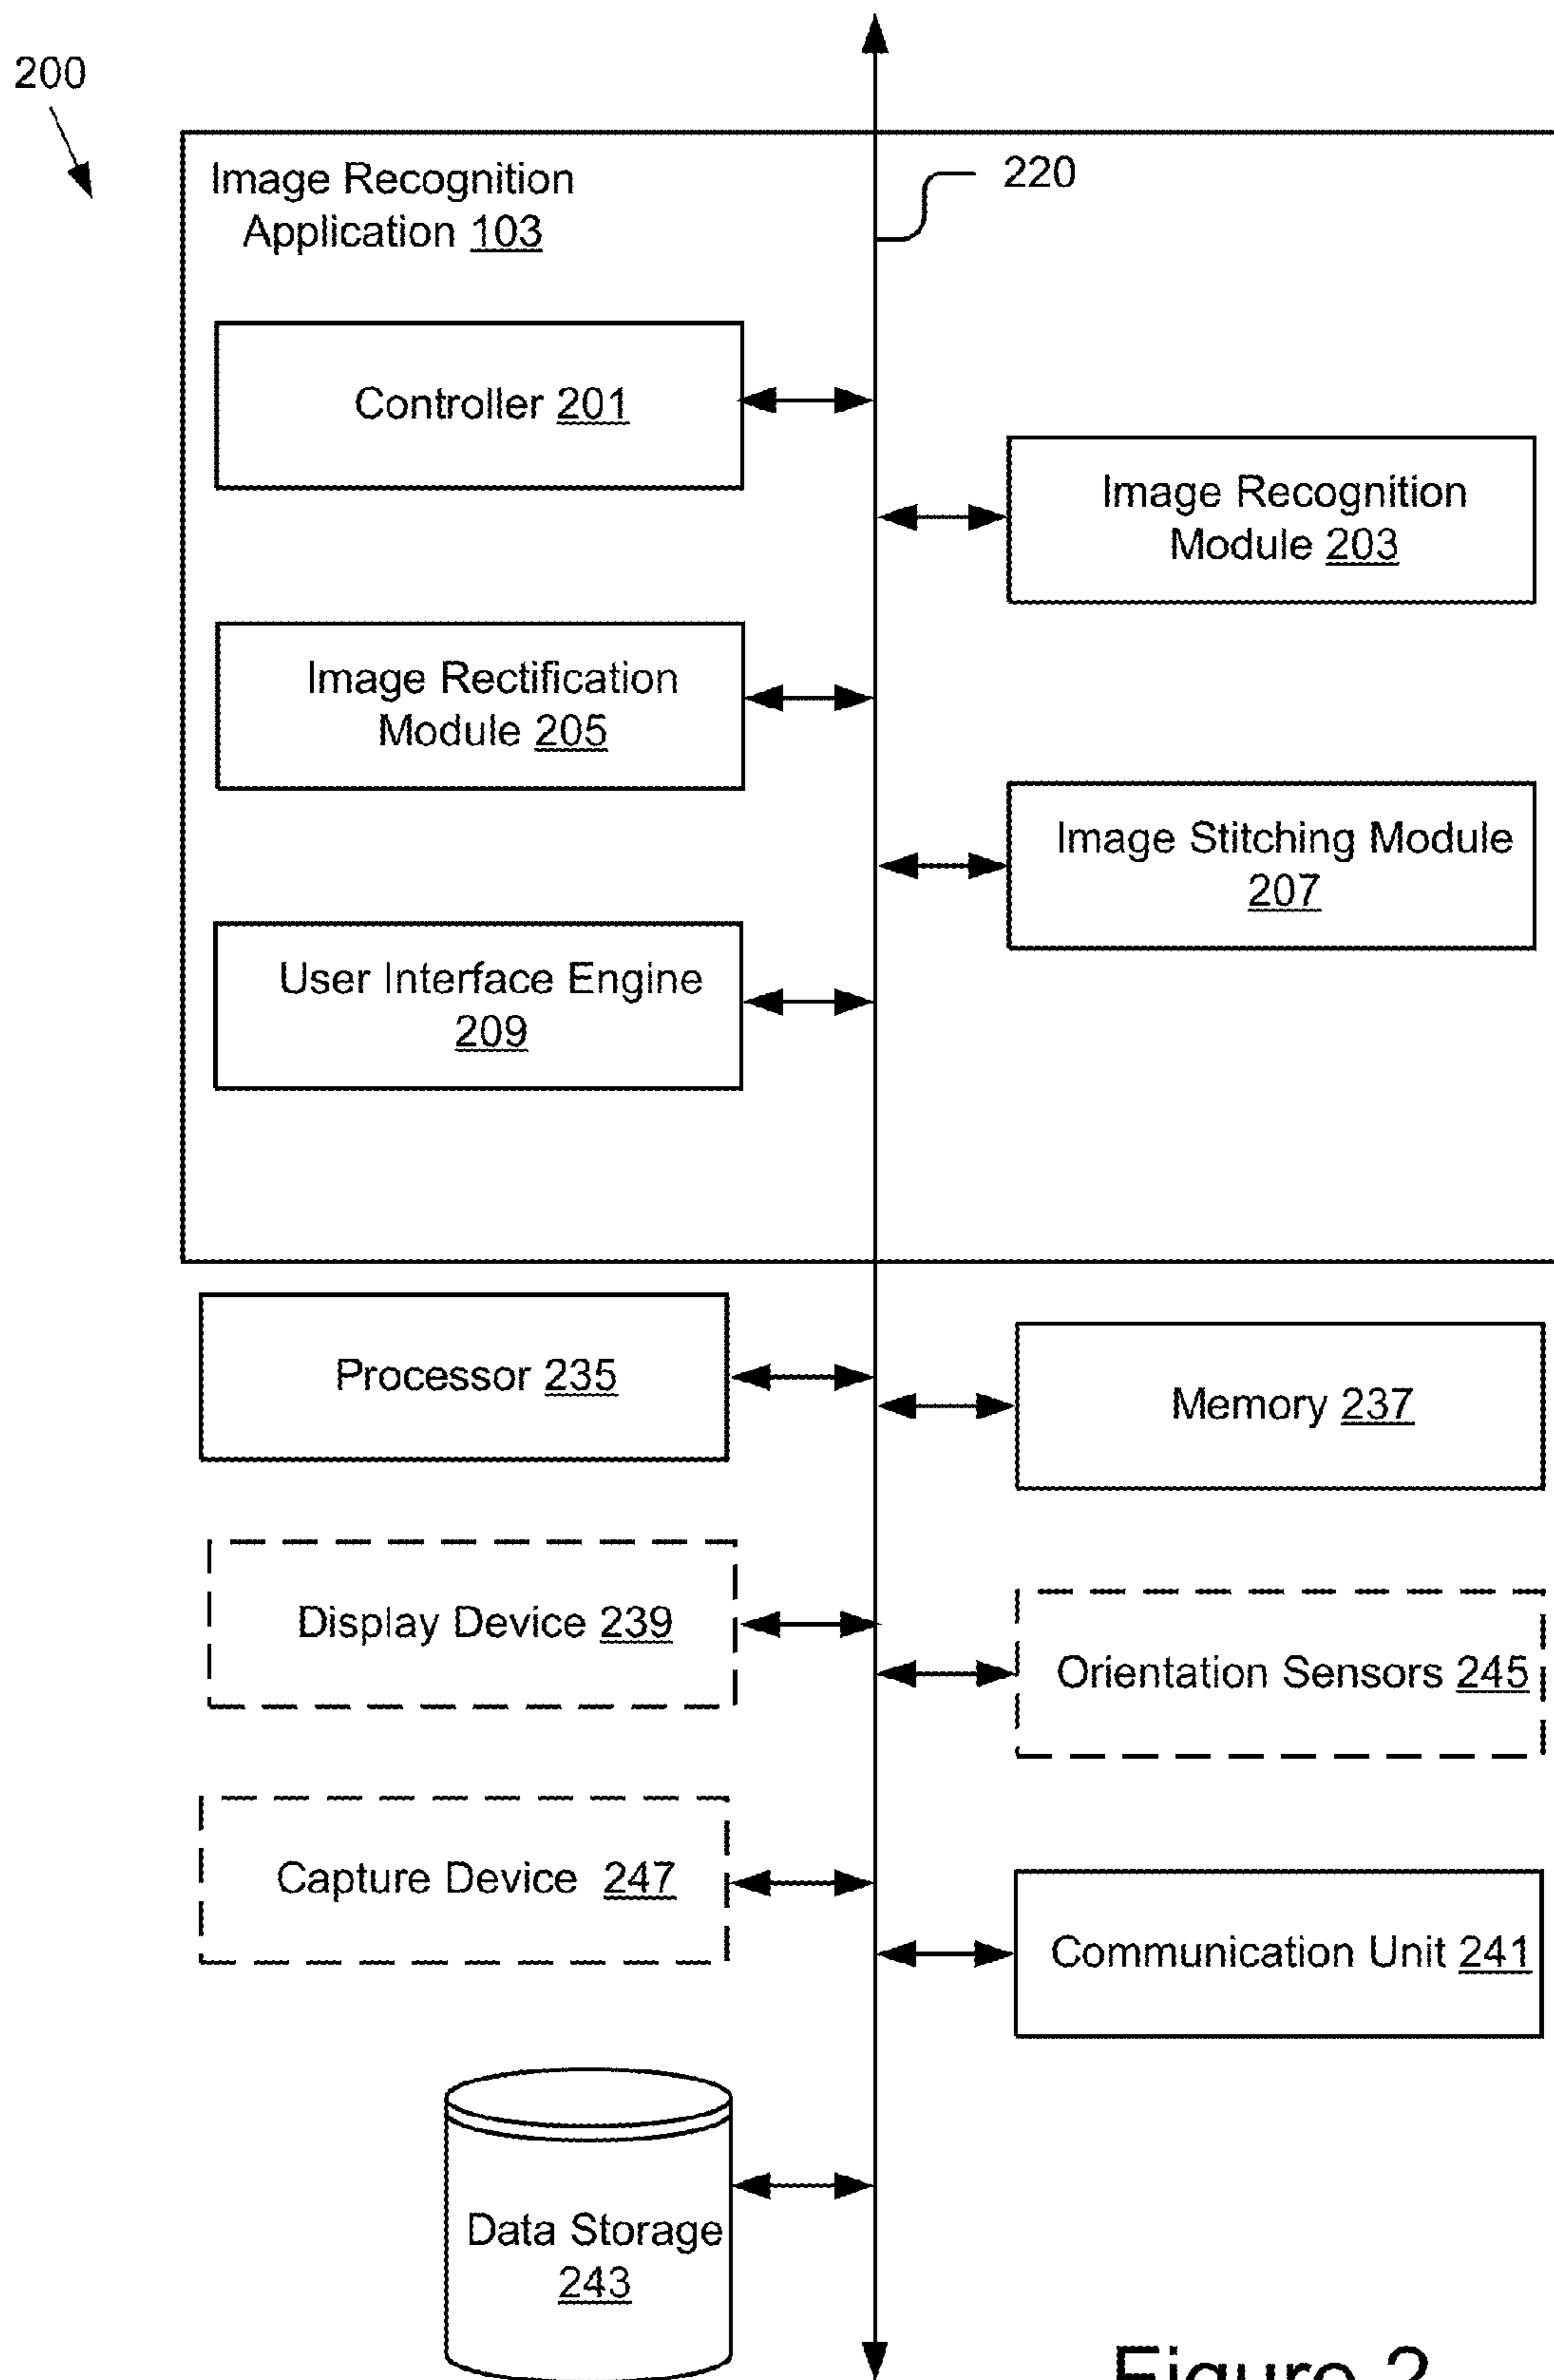 200
220
Image Recognition
Application 103
Controller 201
Image Recognition
Module 203
Image Rectification
Module 205
Image Stitching Module
207
User Interface Engine
209
Processor 235
Memory 237
Display Device 239
Orientation Sensors 245
Capture Device 247
Communication Unit 241
Data Storage
243
Figure 2